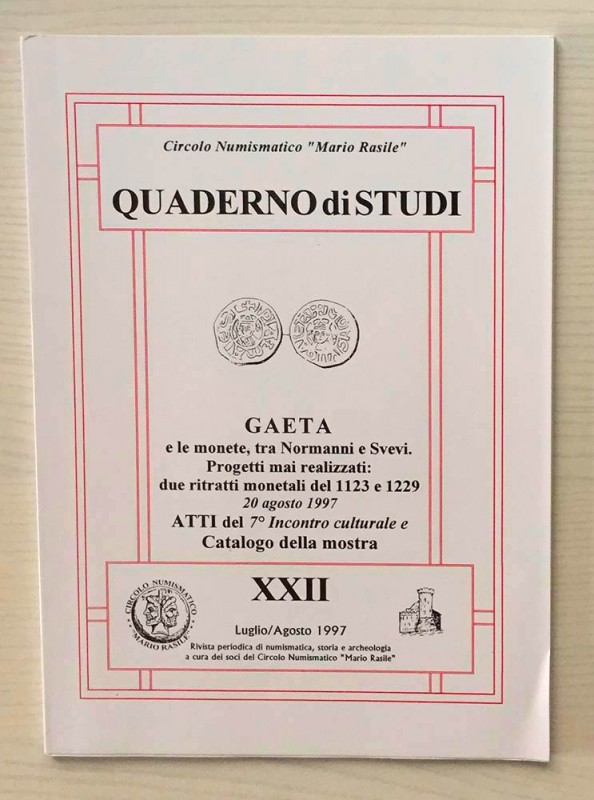 Circolo Numismatico "Mario Rasile"
QUADERNO di STUDI
GAETA
e le monete, tra Normanni e Svevi.
Progetti mai realizzati:
due ritratti monetali del 1123 e 1229
20 agosto 1997
ATTI del 7° Incontro culturale e
Catalogo della mostra
XXII
CIRCOLO NUMISMATICO
"MARIO RASILE"
Luglio/Agosto 1997
Rivista periodica di numismatica, storia e archeologia
a cura dei soci del Circolo Numismatico "Mario Rasile"